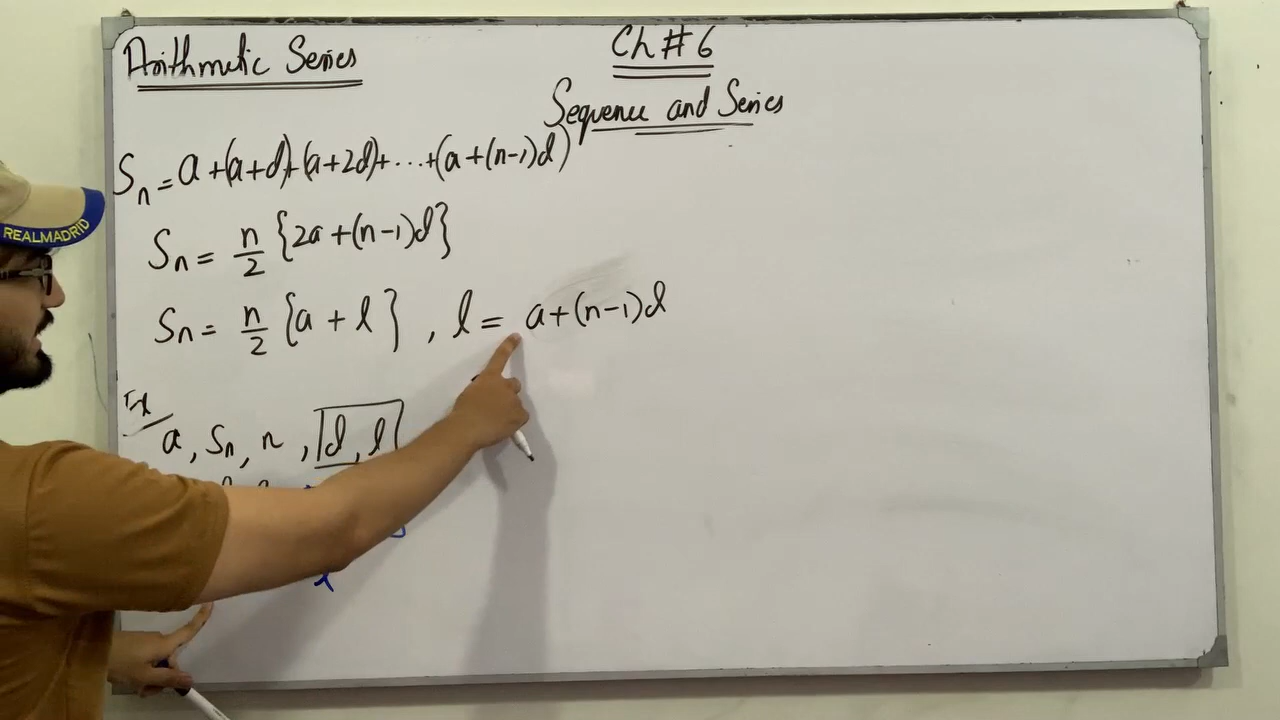 Ch # 6
Sequence and Series
Arithmetic Series
Sn = a + (a+d) + (a+2d) + ... + (a+(n-1)d)
Sn = n/2 {2a + (n-1)d}
Sn = n/2 {a + l} , l = a + (n-1)d
Ex
a, Sn, n, d, l
REALMADRID